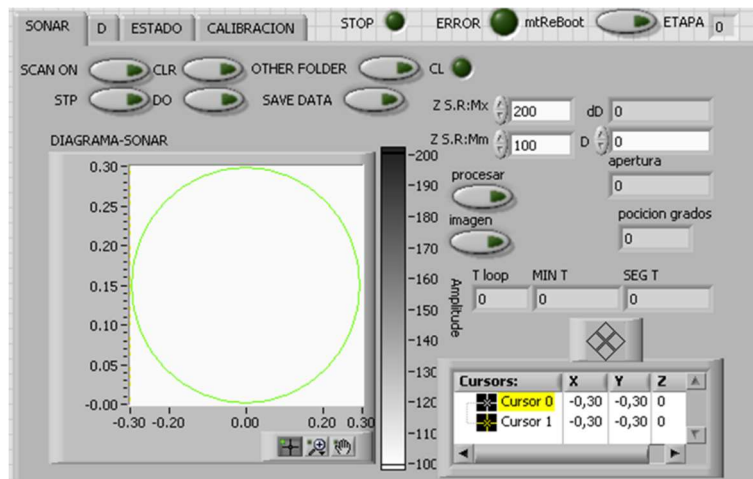 SONAR D ESTADO CALIBRACION STOP ERROR mtReBoot ETAPA 0
SCAN ON CLR OTHER FOLDER CL
STP DO SAVE DATA
Z S.R:Mx 200 dD 0
Z S.R:Mm 100 D 0
DIAGRAMA-SONAR
apertura
0
procesar
imagen
pocicion grados
0
T loop MIN T SEG T
0 0 0
0.30
0.25
0.20
0.15
0.10
0.05
-0.00
-0.30 -0.20 0.00 0.20 0.30
-200
-190
-180
-170
-160
-150
-140
-130
-120
-110
-100
Amplitude
Cursors: X Y Z
Cursor 0 -0,30 -0,30 0
Cursor 1 -0,30 -0,30 0